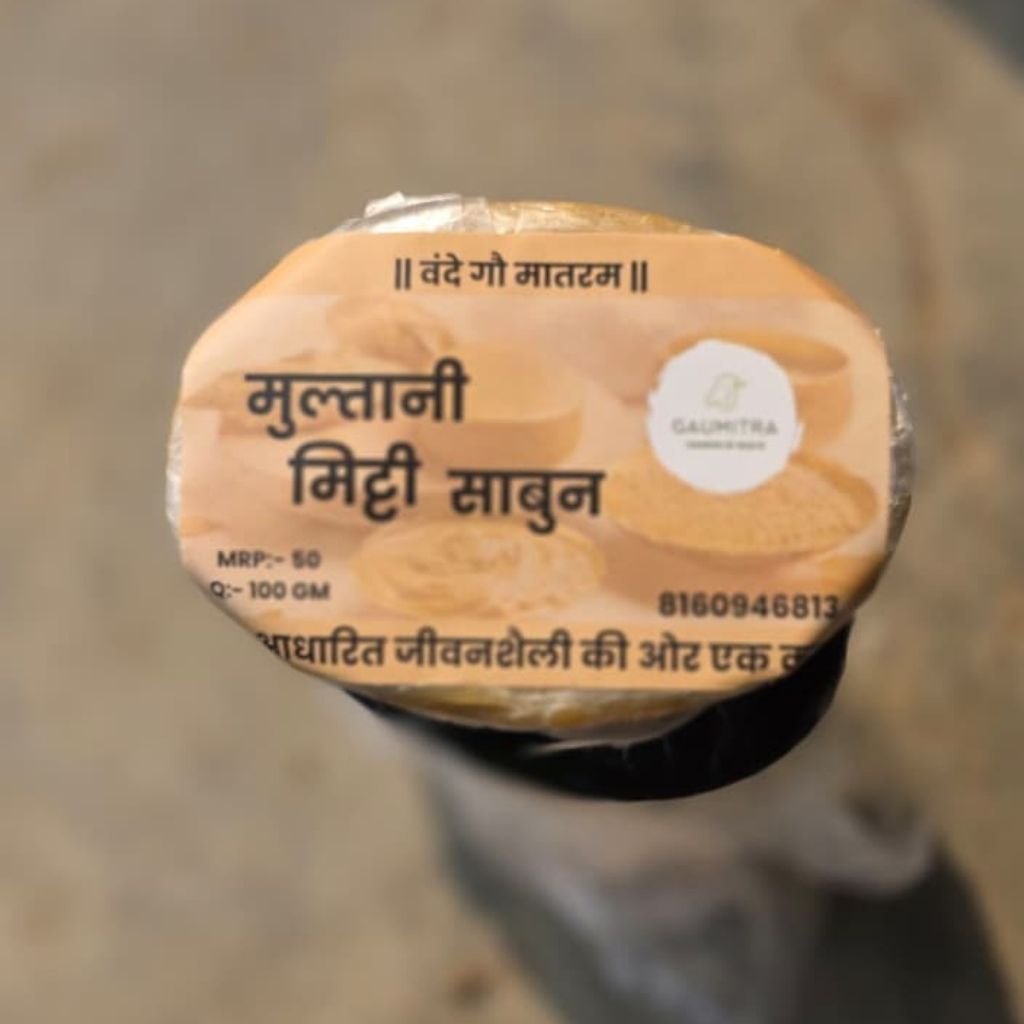 || वंदे गौ मातरम ||
मुल्तानी
मिट्टी साबुन
GAUMITRA
MRP:- 50
Q:- 100 GM
8160946813
आधारित जीवनशैली की ओर एक